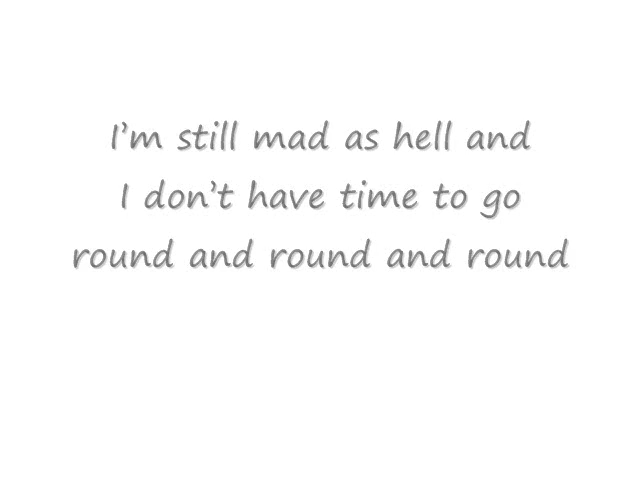 I’m still mad as hell and
I don’t have time to go
round and round and round